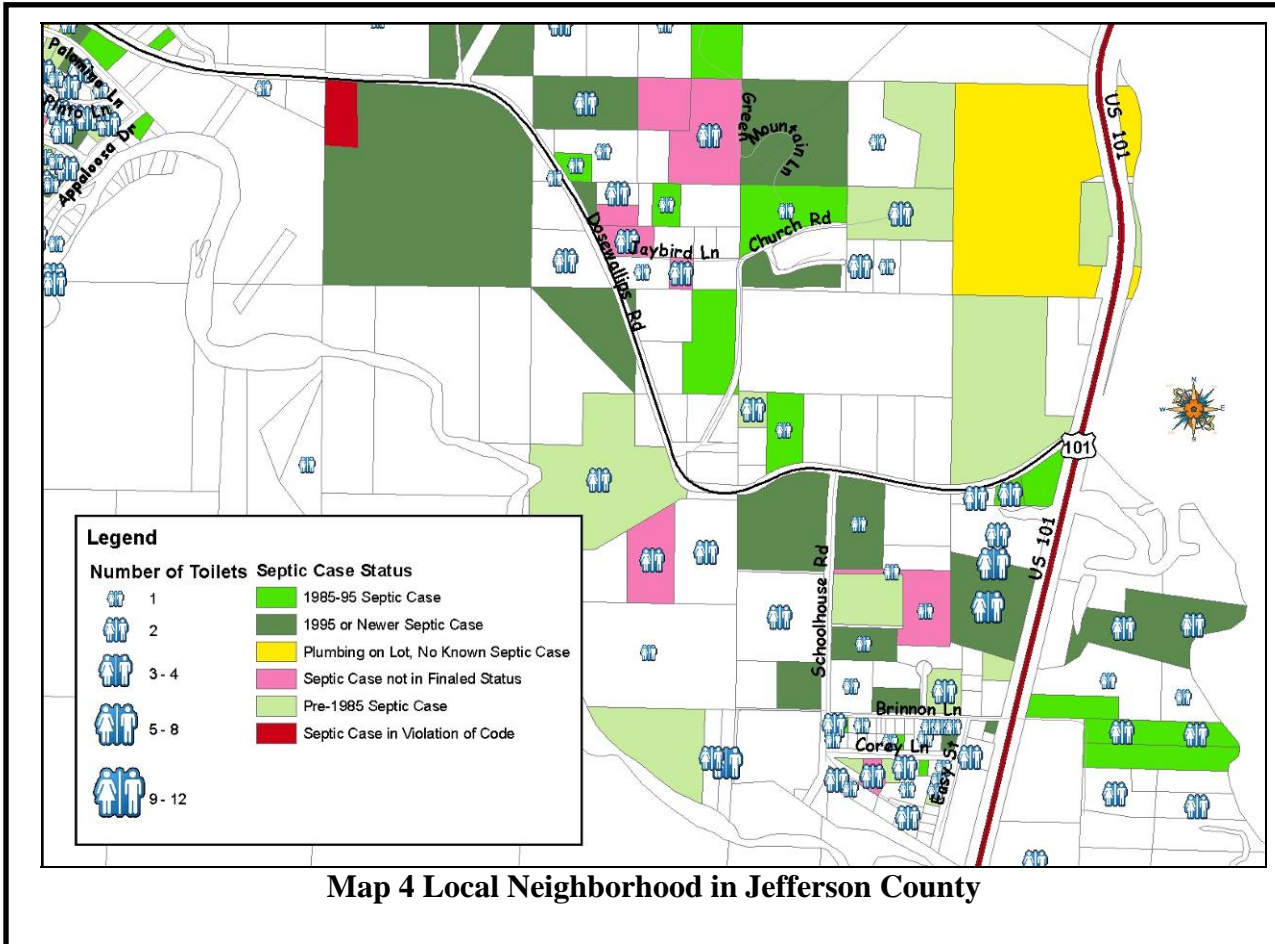 Palomino Ln
Pinto Ln
Appaloosa Dr
Green Mountain Ln
US 101
Dosewallips Rd
Jaybird Ln
Church Rd
N
W
E
S
101
US 101
Schoolhouse Rd
Brinnon Ln
Corey Ln
Easy St
Legend
Number of Toilets
1
2
3 - 4
5 - 8
9 - 12
Septic Case Status
1985-95 Septic Case
1995 or Newer Septic Case
Plumbing on Lot, No Known Septic Case
Septic Case not in Finaled Status
Pre-1985 Septic Case
Septic Case in Violation of Code
Map 4 Local Neighborhood in Jefferson County